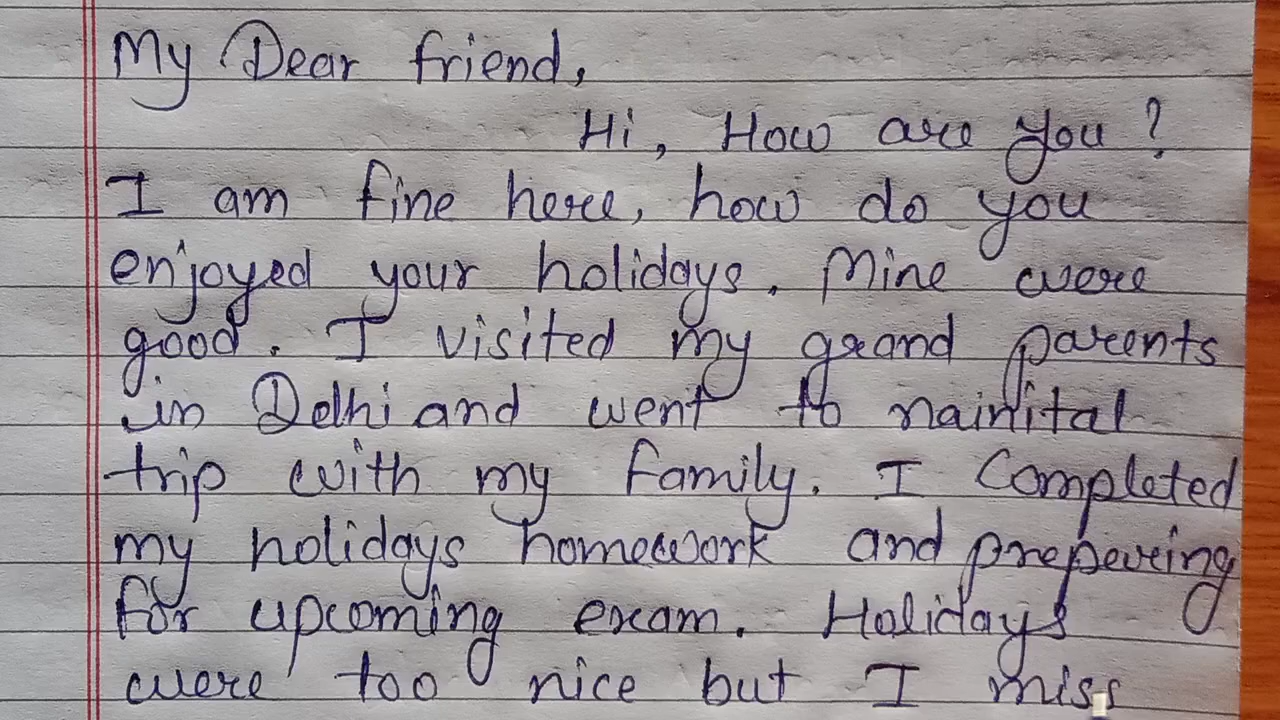 My Dear friend,
Hi, How are you ?
I am fine here, how do you
enjoyed your holidays. Mine were
good. I visited my grand parents
in Delhi and went to nainital
trip with my family. I Completed
my holidays homework and prepering
for upcoming exam. Holidays
were too nice but I miss